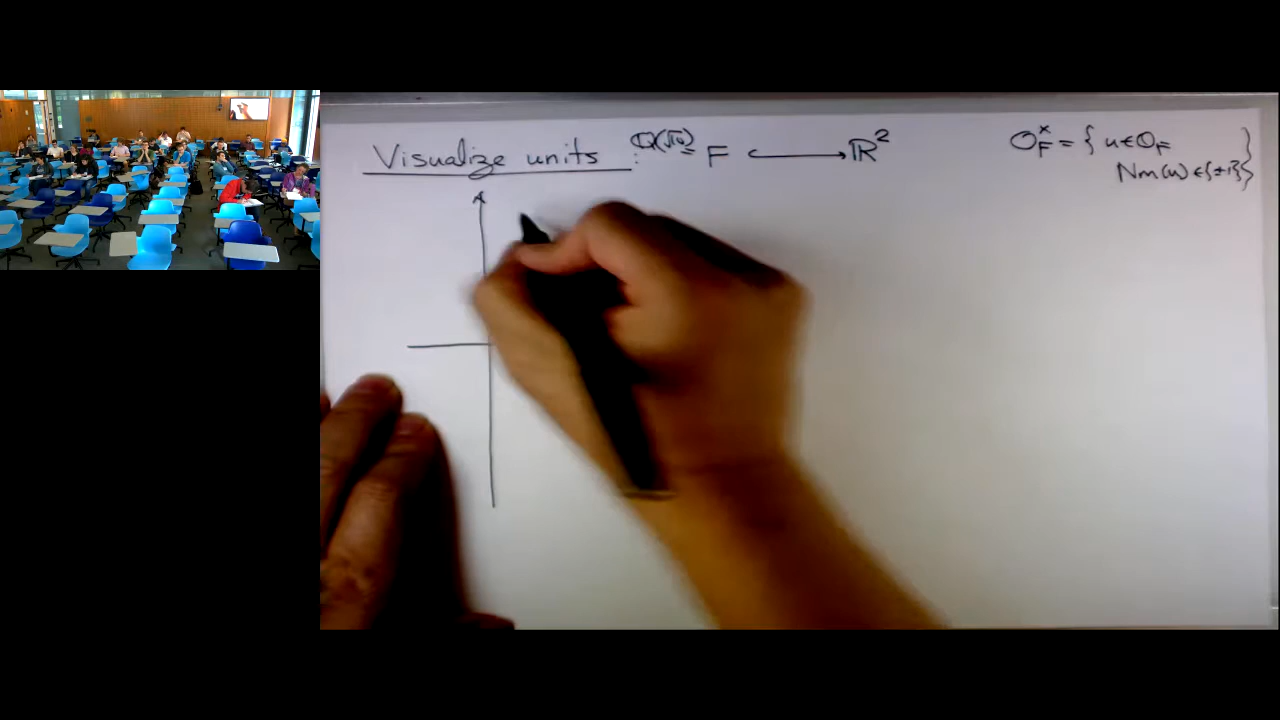 Visualize units : Q(√10) = F ↪ ℝ²
O_F^× = { u ∈ O_F
Nm(u) ∈ {±1} }